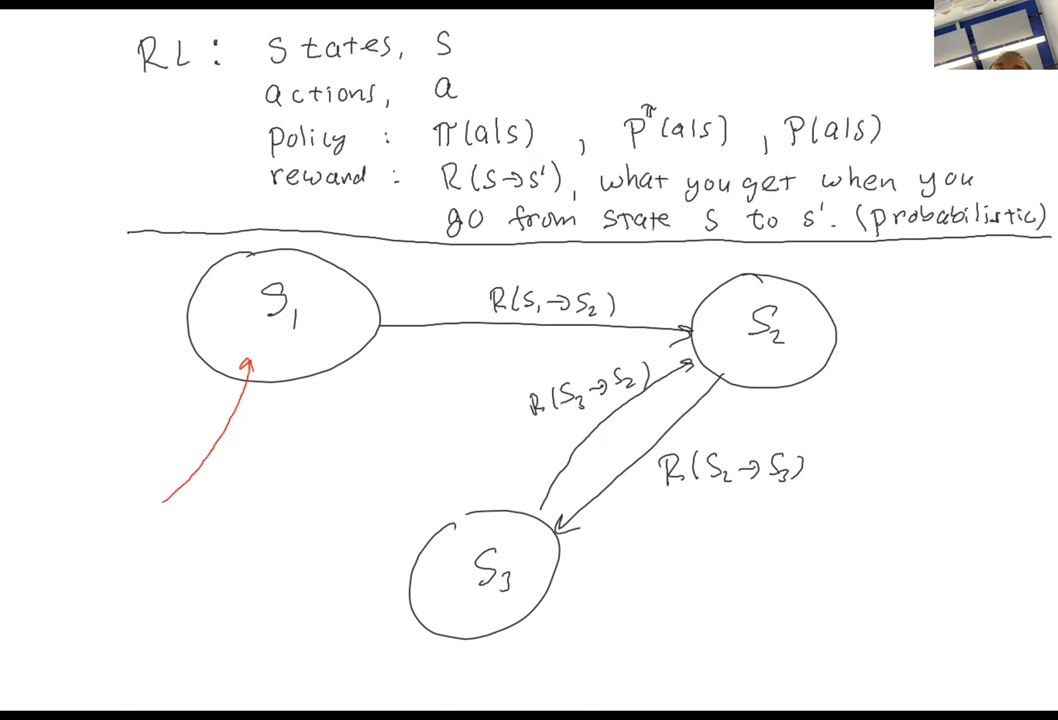 RL: States, S
actions, a
policy : π(a|s) , P^π(a|s) , P(a|s)
reward : R(s→s'), what you get when you
go from state s to s'. (probabilistic)
S₁
R(S₁→S₂)
S₂
R(S₃→S₂)
R(S₂→S₃)
S₃